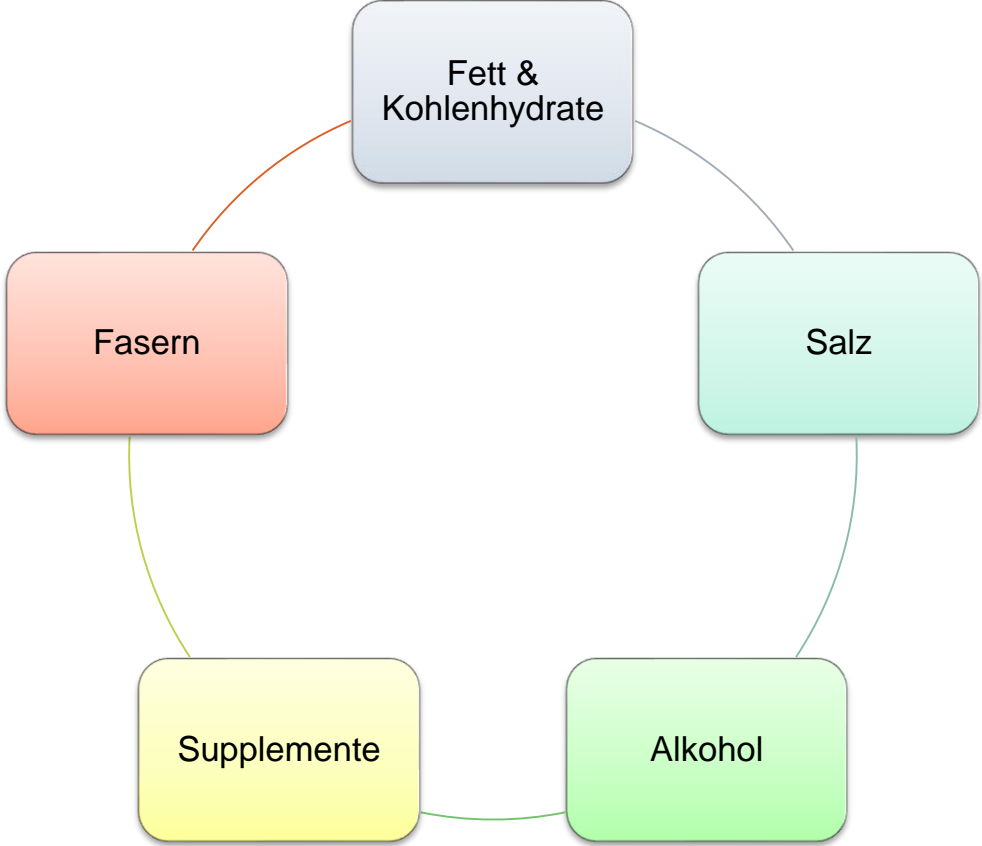 Fett &
Kohlenhydrate
Fasern
Salz
Supplemente
Alkohol